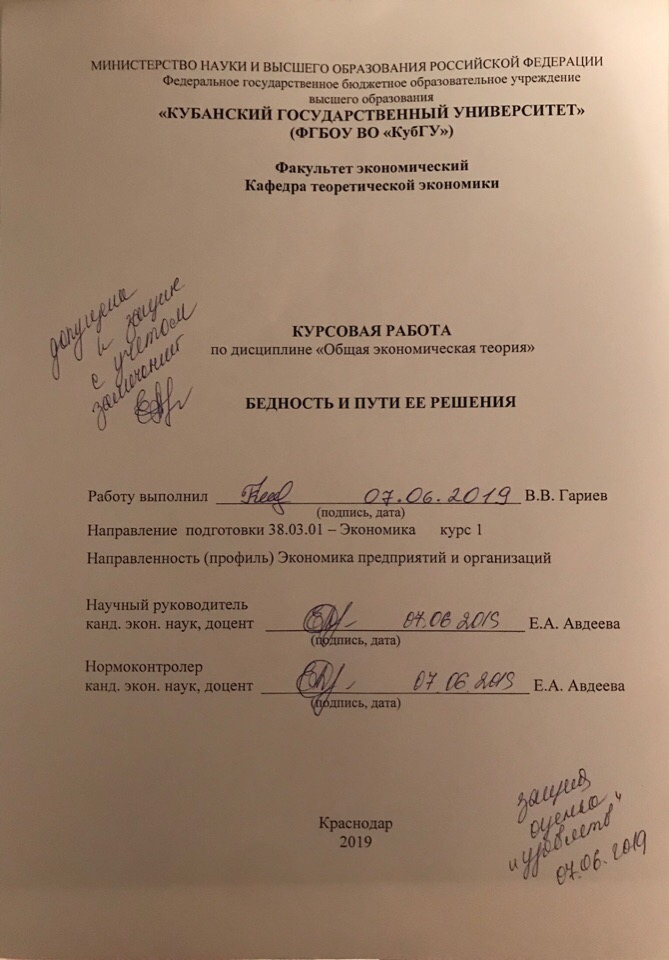 МИНИСТЕРСТВО НАУКИ И ВЫСШЕГО ОБРАЗОВАНИЯ РОССИЙСКОЙ ФЕДЕРАЦИИ
Федеральное государственное бюджетное образовательное учреждение
высшего образования
«КУБАНСКИЙ ГОСУДАРСТВЕННЫЙ УНИВЕРСИТЕТ»
(ФГБОУ ВО «КубГУ»)
Факультет экономический
Кафедра теоретической экономики
допущена
к защите
с учетом
замечаний
КУРСОВАЯ РАБОТА
по дисциплине «Общая экономическая теория»
БЕДНОСТЬ И ПУТИ ЕЕ РЕШЕНИЯ
Работу выполнил 07.06.2019 В.В. Гариев
(подпись, дата)
Направление подготовки 38.03.01 – Экономика курс 1
Направленность (профиль) Экономика предприятий и организаций
Научный руководитель
канд. экон. наук, доцент 07.06 2019 Е.А. Авдеева
(подпись, дата)
Нормоконтролер
канд. экон. наук, доцент 07.06.2019 Е.А. Авдеева
(подпись, дата)
Краснодар
2019
защита
оценка
"удовлетв"
07.06.2019